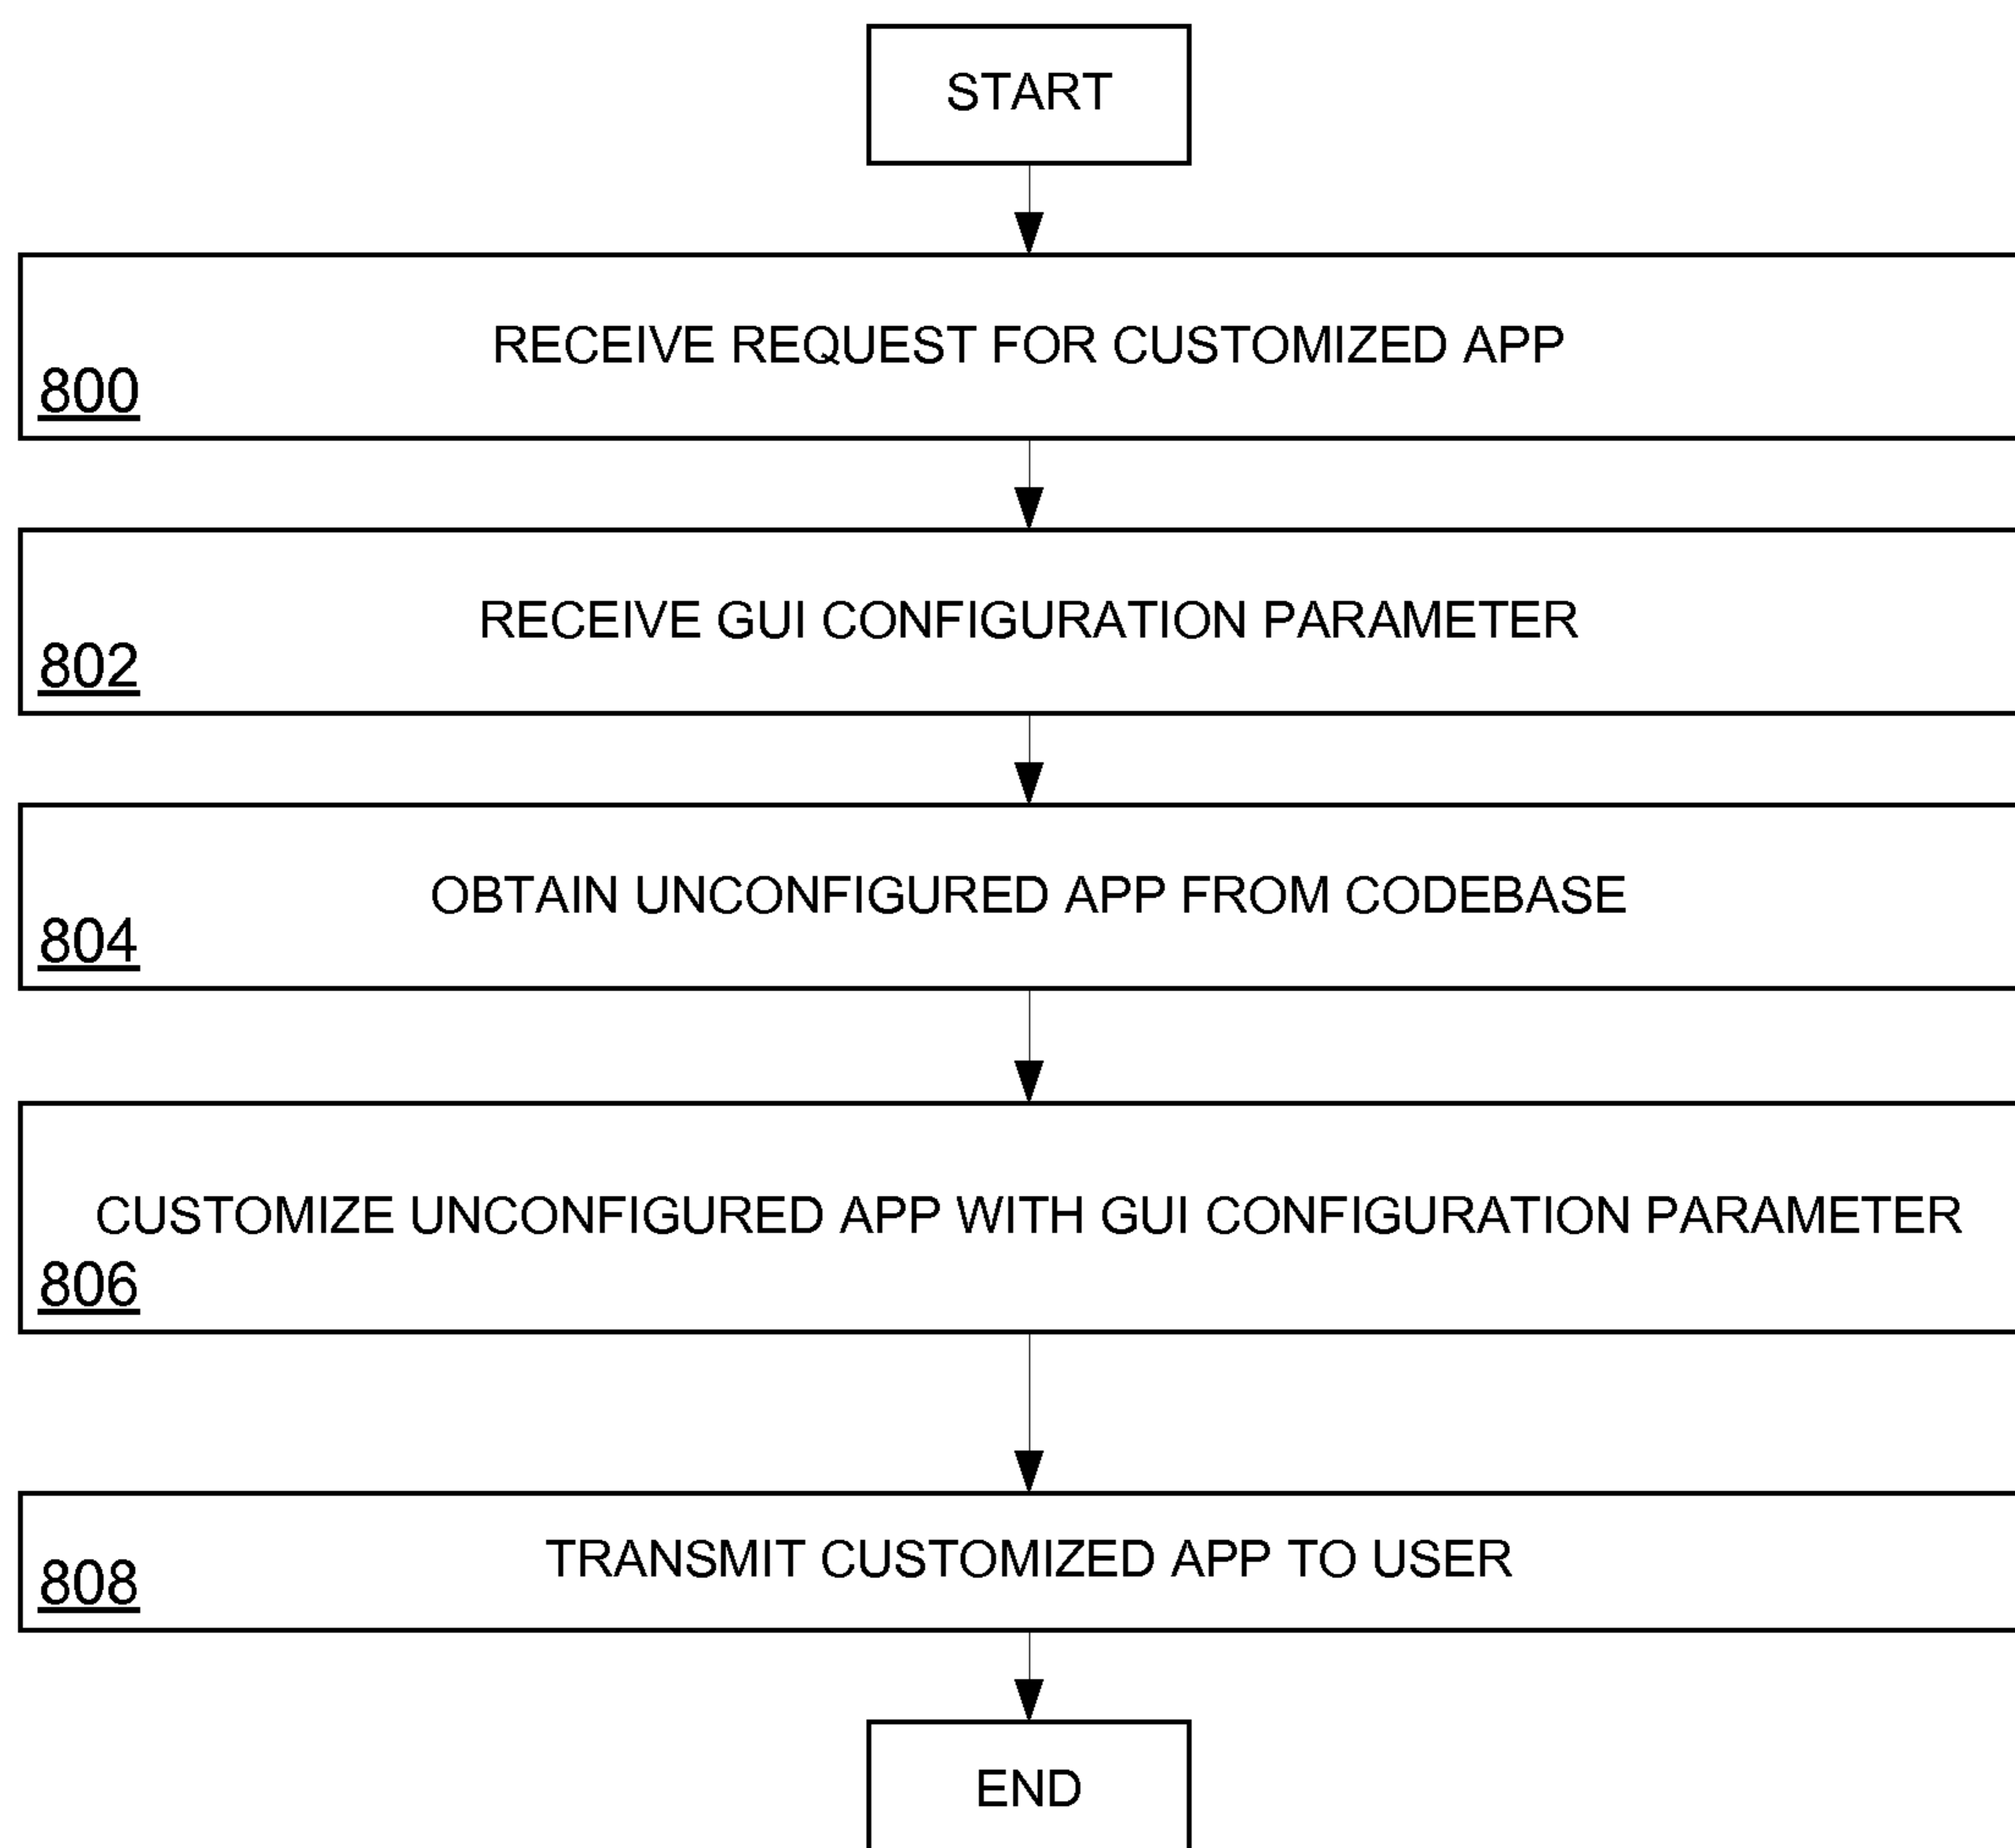 START
RECEIVE REQUEST FOR CUSTOMIZED APP
800
RECEIVE GUI CONFIGURATION PARAMETER
802
OBTAIN UNCONFIGURED APP FROM CODEBASE
804
CUSTOMIZE UNCONFIGURED APP WITH GUI CONFIGURATION PARAMETER
806
TRANSMIT CUSTOMIZED APP TO USER
808
END